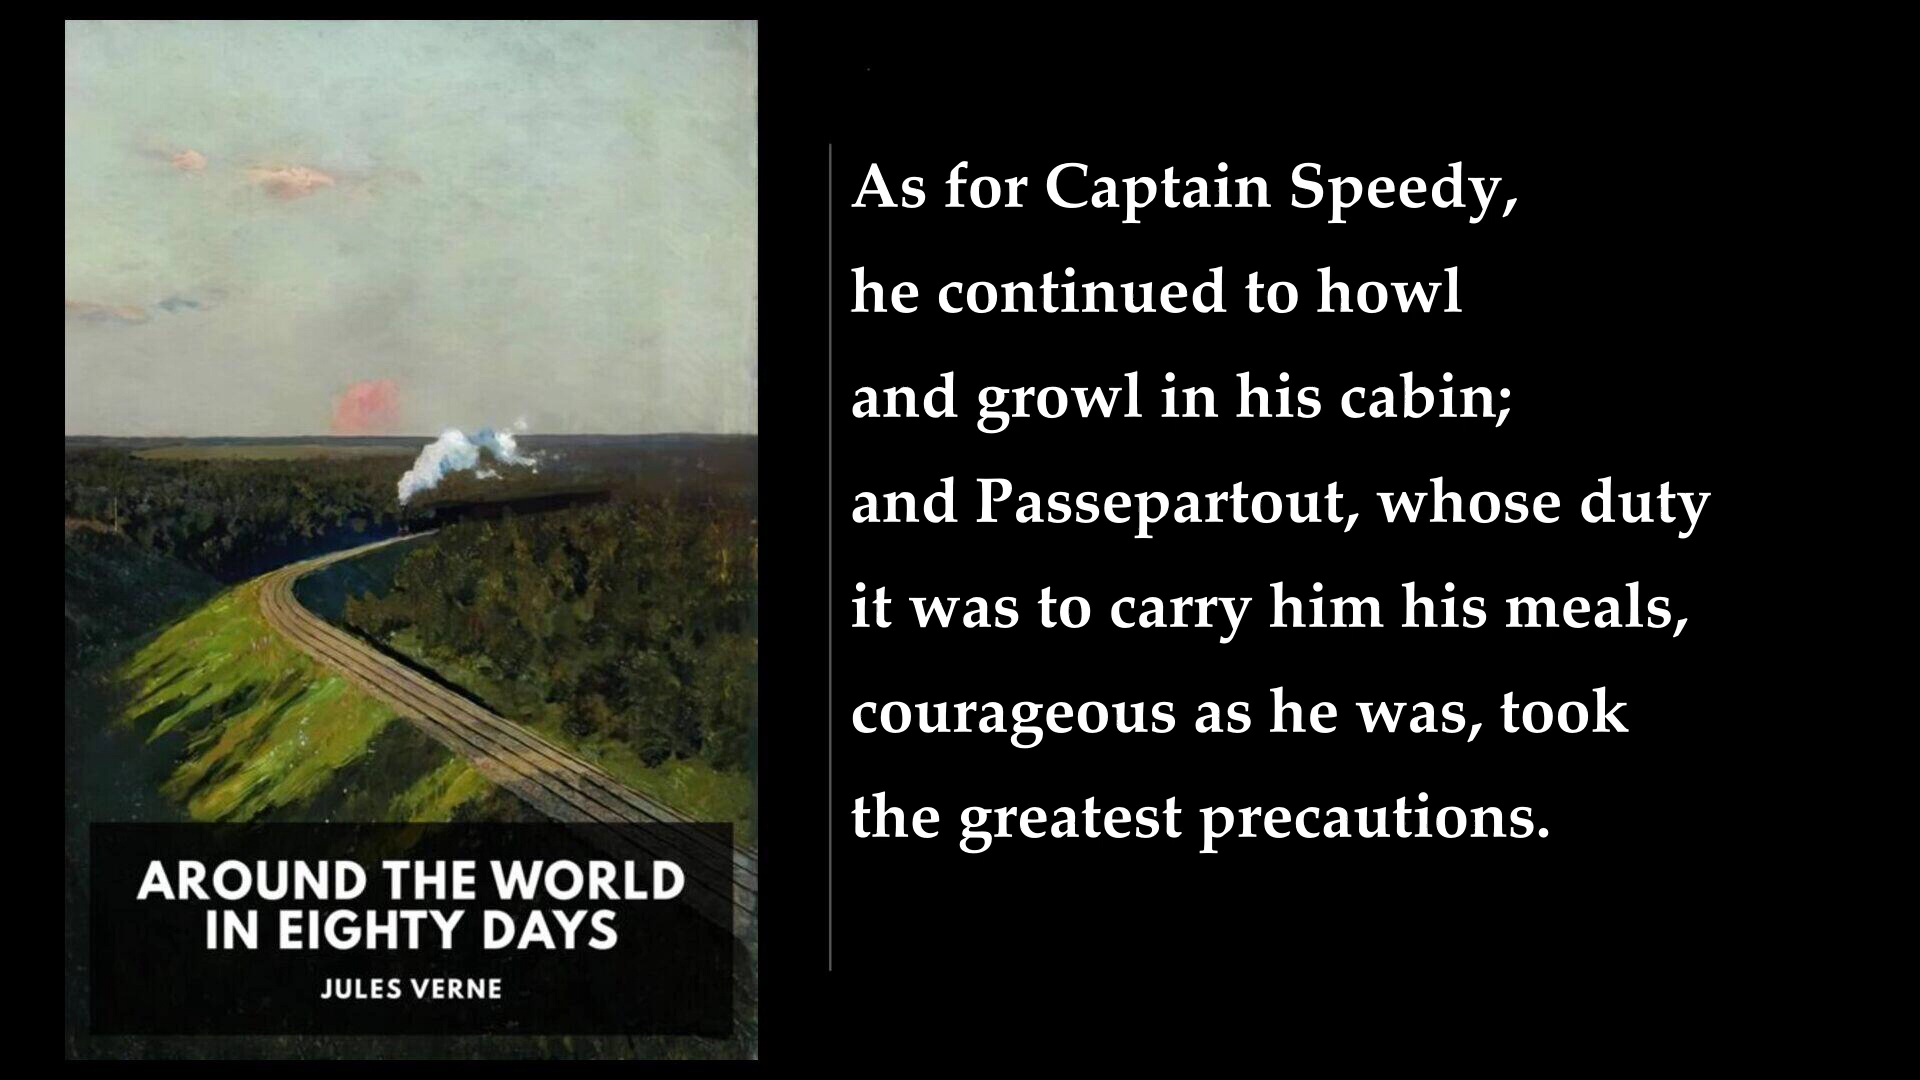 As for Captain Speedy,
he continued to howl
and growl in his cabin;
and Passepartout, whose duty
it was to carry him his meals,
courageous as he was, took
the greatest precautions.
AROUND THE WORLD
IN EIGHTY DAYS
JULES VERNE